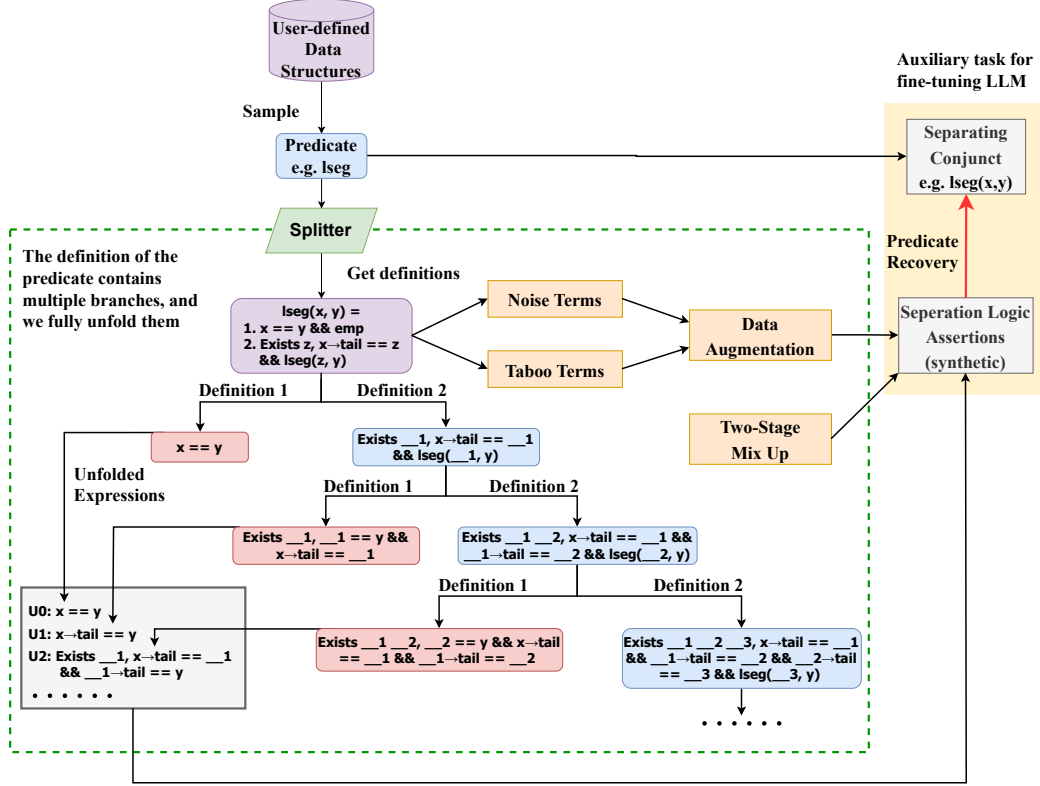 User-defined
Data
Structures
Auxiliary task for
fine-tuning LLM
Sample
Predicate
e.g. lseg
Separating
Conjunct
e.g. lseg(x,y)
Splitter
The definition of the
predicate contains
multiple branches, and
we fully unfold them
Get definitions
Predicate
Recovery
lseg(x, y) =
1. x == y && emp
2. Exists z, x→tail == z
&& lseg(z, y)
Noise Terms
Taboo Terms
Data
Augmentation
Seperation Logic
Assertions
(synthetic)
Definition 1
Definition 2
Two-Stage
Mix Up
x == y
Exists __1, x→tail == __1
&& lseg(__1, y)
Unfolded
Expressions
Definition 1
Definition 2
Exists __1, __1 == y &&
x→tail == __1
Exists __1 __2, x→tail == __1 &&
__1→tail == __2 && lseg(__2, y)
Definition 1
Definition 2
U0: x == y
U1: x→tail == y
U2: Exists __1, x→tail == __1
&& __1→tail == y
. . . . . .
Exists __1 __2, __2 == y && x→tail
== __1 && __1→tail == __2
Exists __1 __2 __3, x→tail == __1
&& __1→tail == __2 && __2→tail
== __3 && lseg(__3, y)
. . . . . .